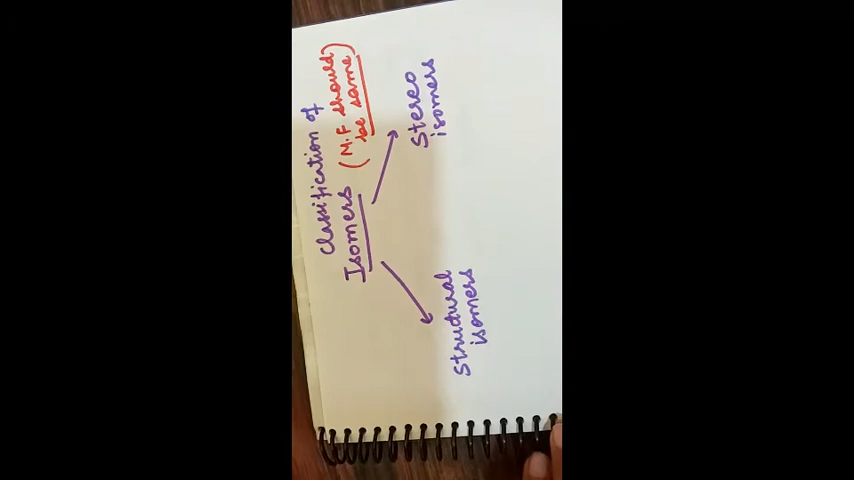 Classification of
Isomers (M.F should
be same)
Structural
isomers
Stereo
isomers